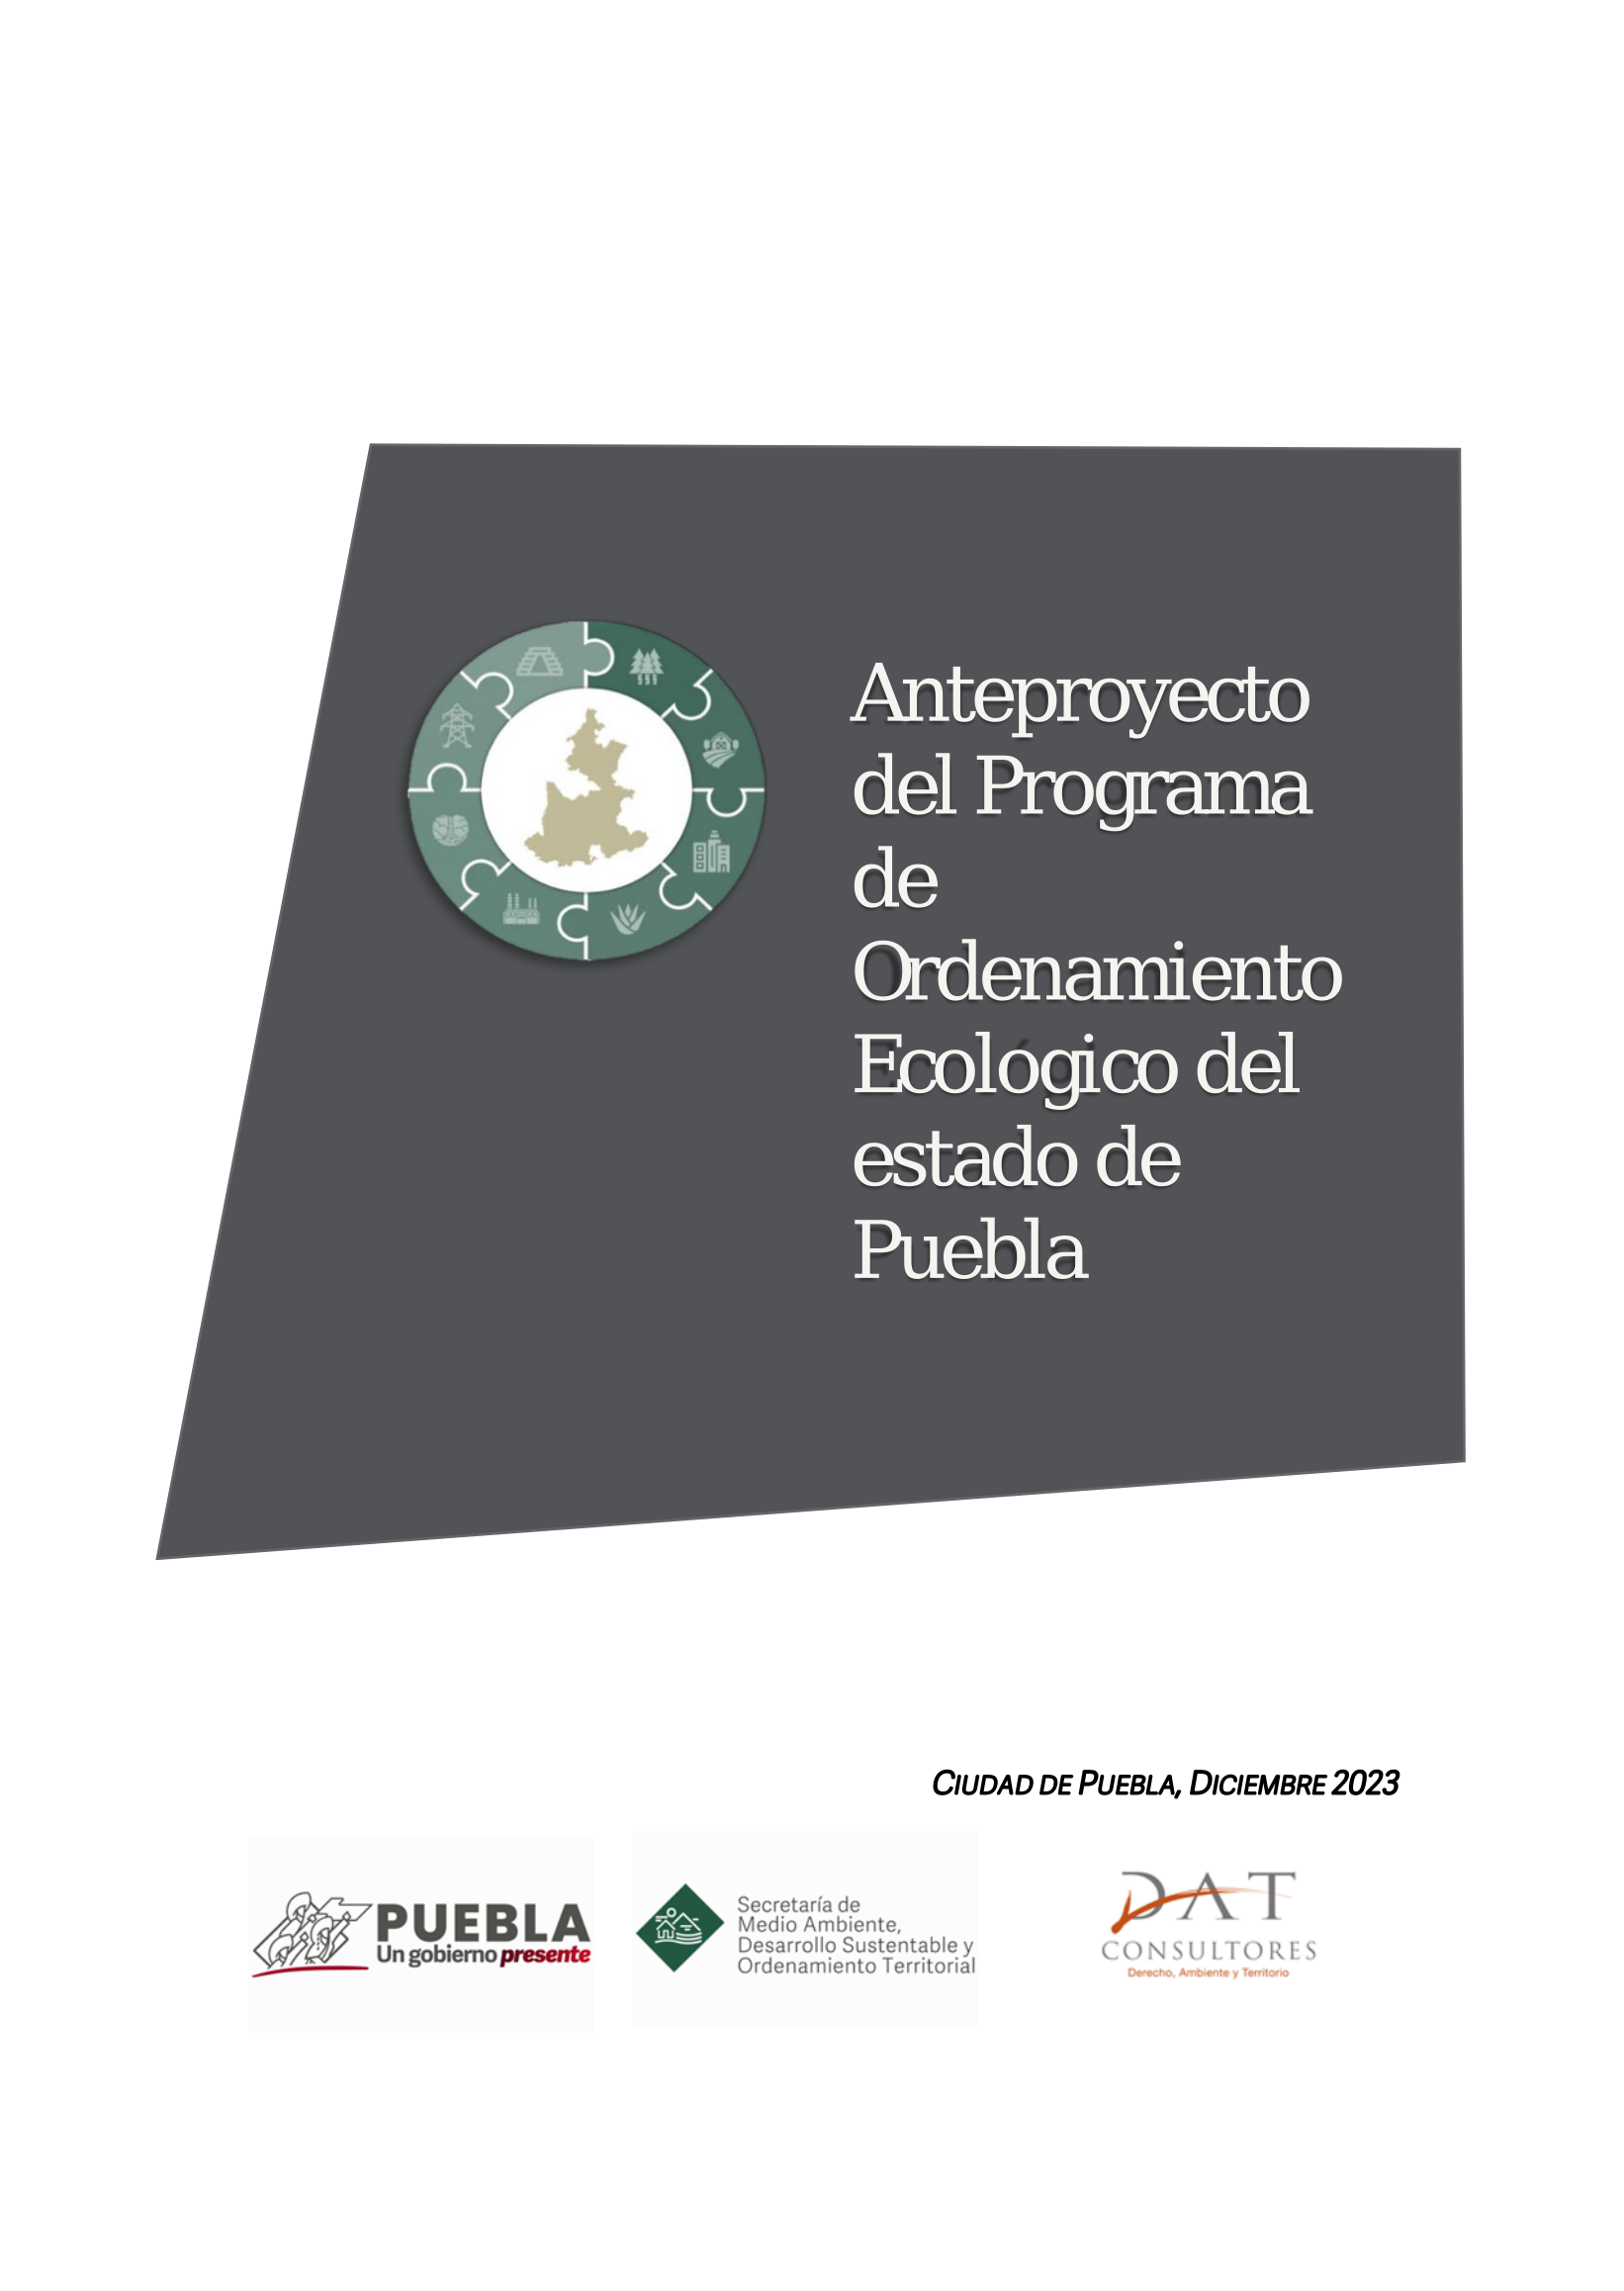 Anteproyecto
del Programa
de
Ordenamiento
Ecológico del
estado de
Puebla
CIUDAD DE PUEBLA, DICIEMBRE 2023
PUEBLA
Un gobierno presente
Secretaría de
Medio Ambiente,
Desarrollo Sustentable y
Ordenamiento Territorial
DAT
CONSULTORES
Derecho, Ambiente y Territorio